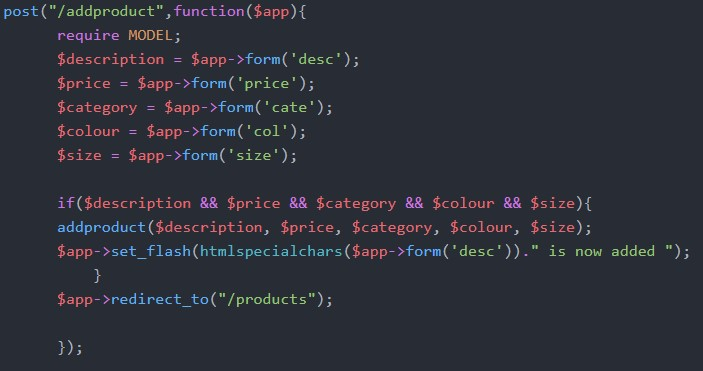 post("/addproduct",function($app){
require MODEL;
$description = $app->form('desc');
$price = $app->form('price');
$category = $app->form('cate');
$colour = $app->form('col');
$size = $app->form('size');
if($description && $price && $category && $colour && $size){
addproduct($description, $price, $category, $colour, $size);
$app->set_flash(htmlspecialchars($app->form('desc'))." is now added ");
}
$app->redirect_to("/products");
});